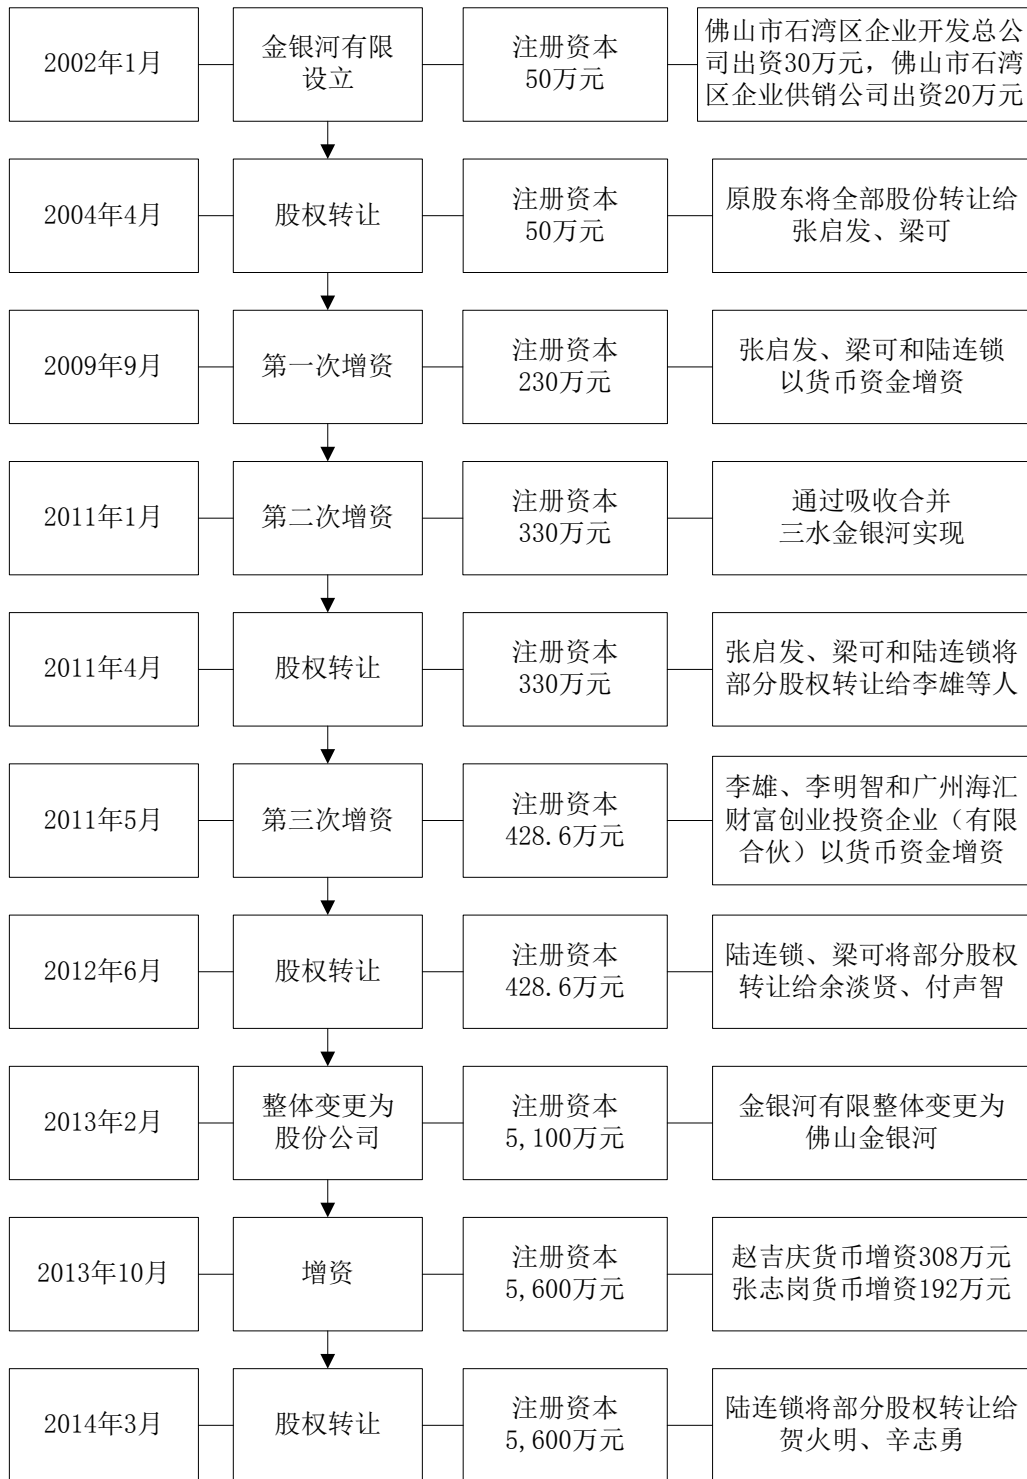 2002年1月
金银河有限
设立
注册资本
50万元
佛山市石湾区企业开发总公
司出资30万元，佛山市石湾
区企业供销公司出资20万元
2004年4月
股权转让
注册资本
50万元
原股东将全部股份转让给
张启发、梁可
2009年9月
第一次增资
注册资本
230万元
张启发、梁可和陆连锁
以货币资金增资
2011年1月
第二次增资
注册资本
330万元
通过吸收合并
三水金银河实现
2011年4月
股权转让
注册资本
330万元
张启发、梁可和陆连锁将
部分股权转让给李雄等人
2011年5月
第三次增资
注册资本
428.6万元
李雄、李明智和广州海汇
财富创业投资企业（有限
合伙）以货币资金增资
2012年6月
股权转让
注册资本
428.6万元
陆连锁、梁可将部分股权
转让给余淡贤、付声智
2013年2月
整体变更为
股份公司
注册资本
5,100万元
金银河有限整体变更为
佛山金银河
2013年10月
增资
注册资本
5,600万元
赵吉庆货币增资308万元
张志岗货币增资192万元
2014年3月
股权转让
注册资本
5,600万元
陆连锁将部分股权转让给
贺火明、辛志勇